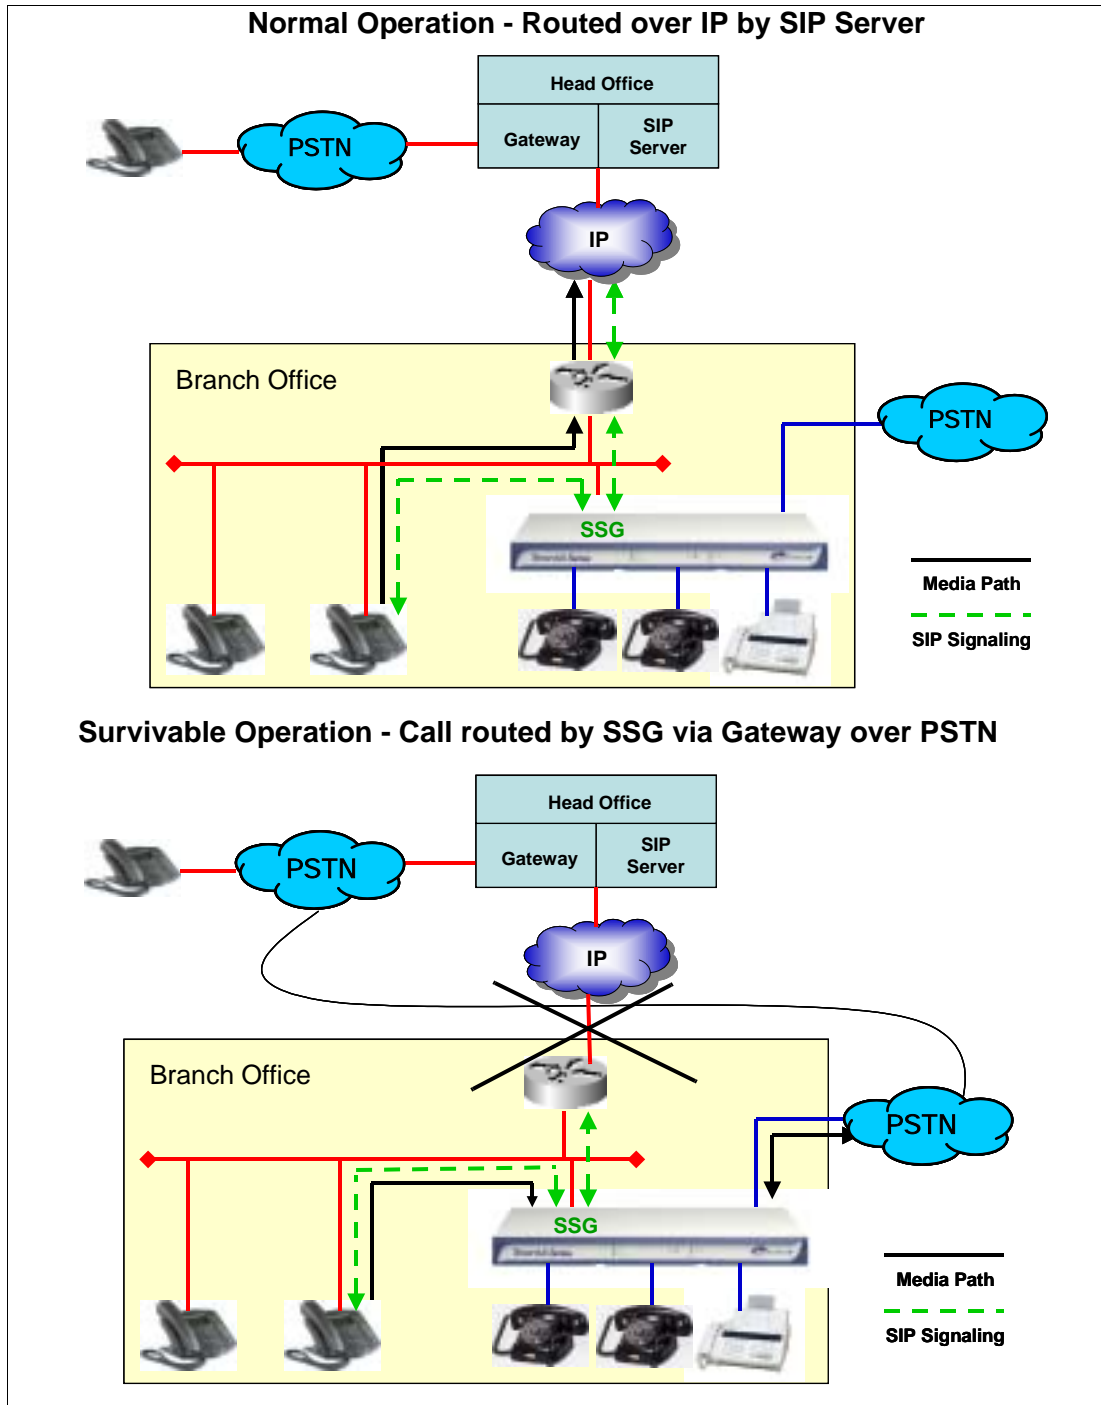 Normal Operation - Routed over IP by SIP Server
Head Office
Gateway
SIP
Server
PSTN
IP
Branch Office
PSTN
SSG
Media Path
SIP Signaling
Survivable Operation - Call routed by SSG via Gateway over PSTN
Head Office
Gateway
SIP
Server
PSTN
IP
Branch Office
PSTN
SSG
Media Path
SIP Signaling